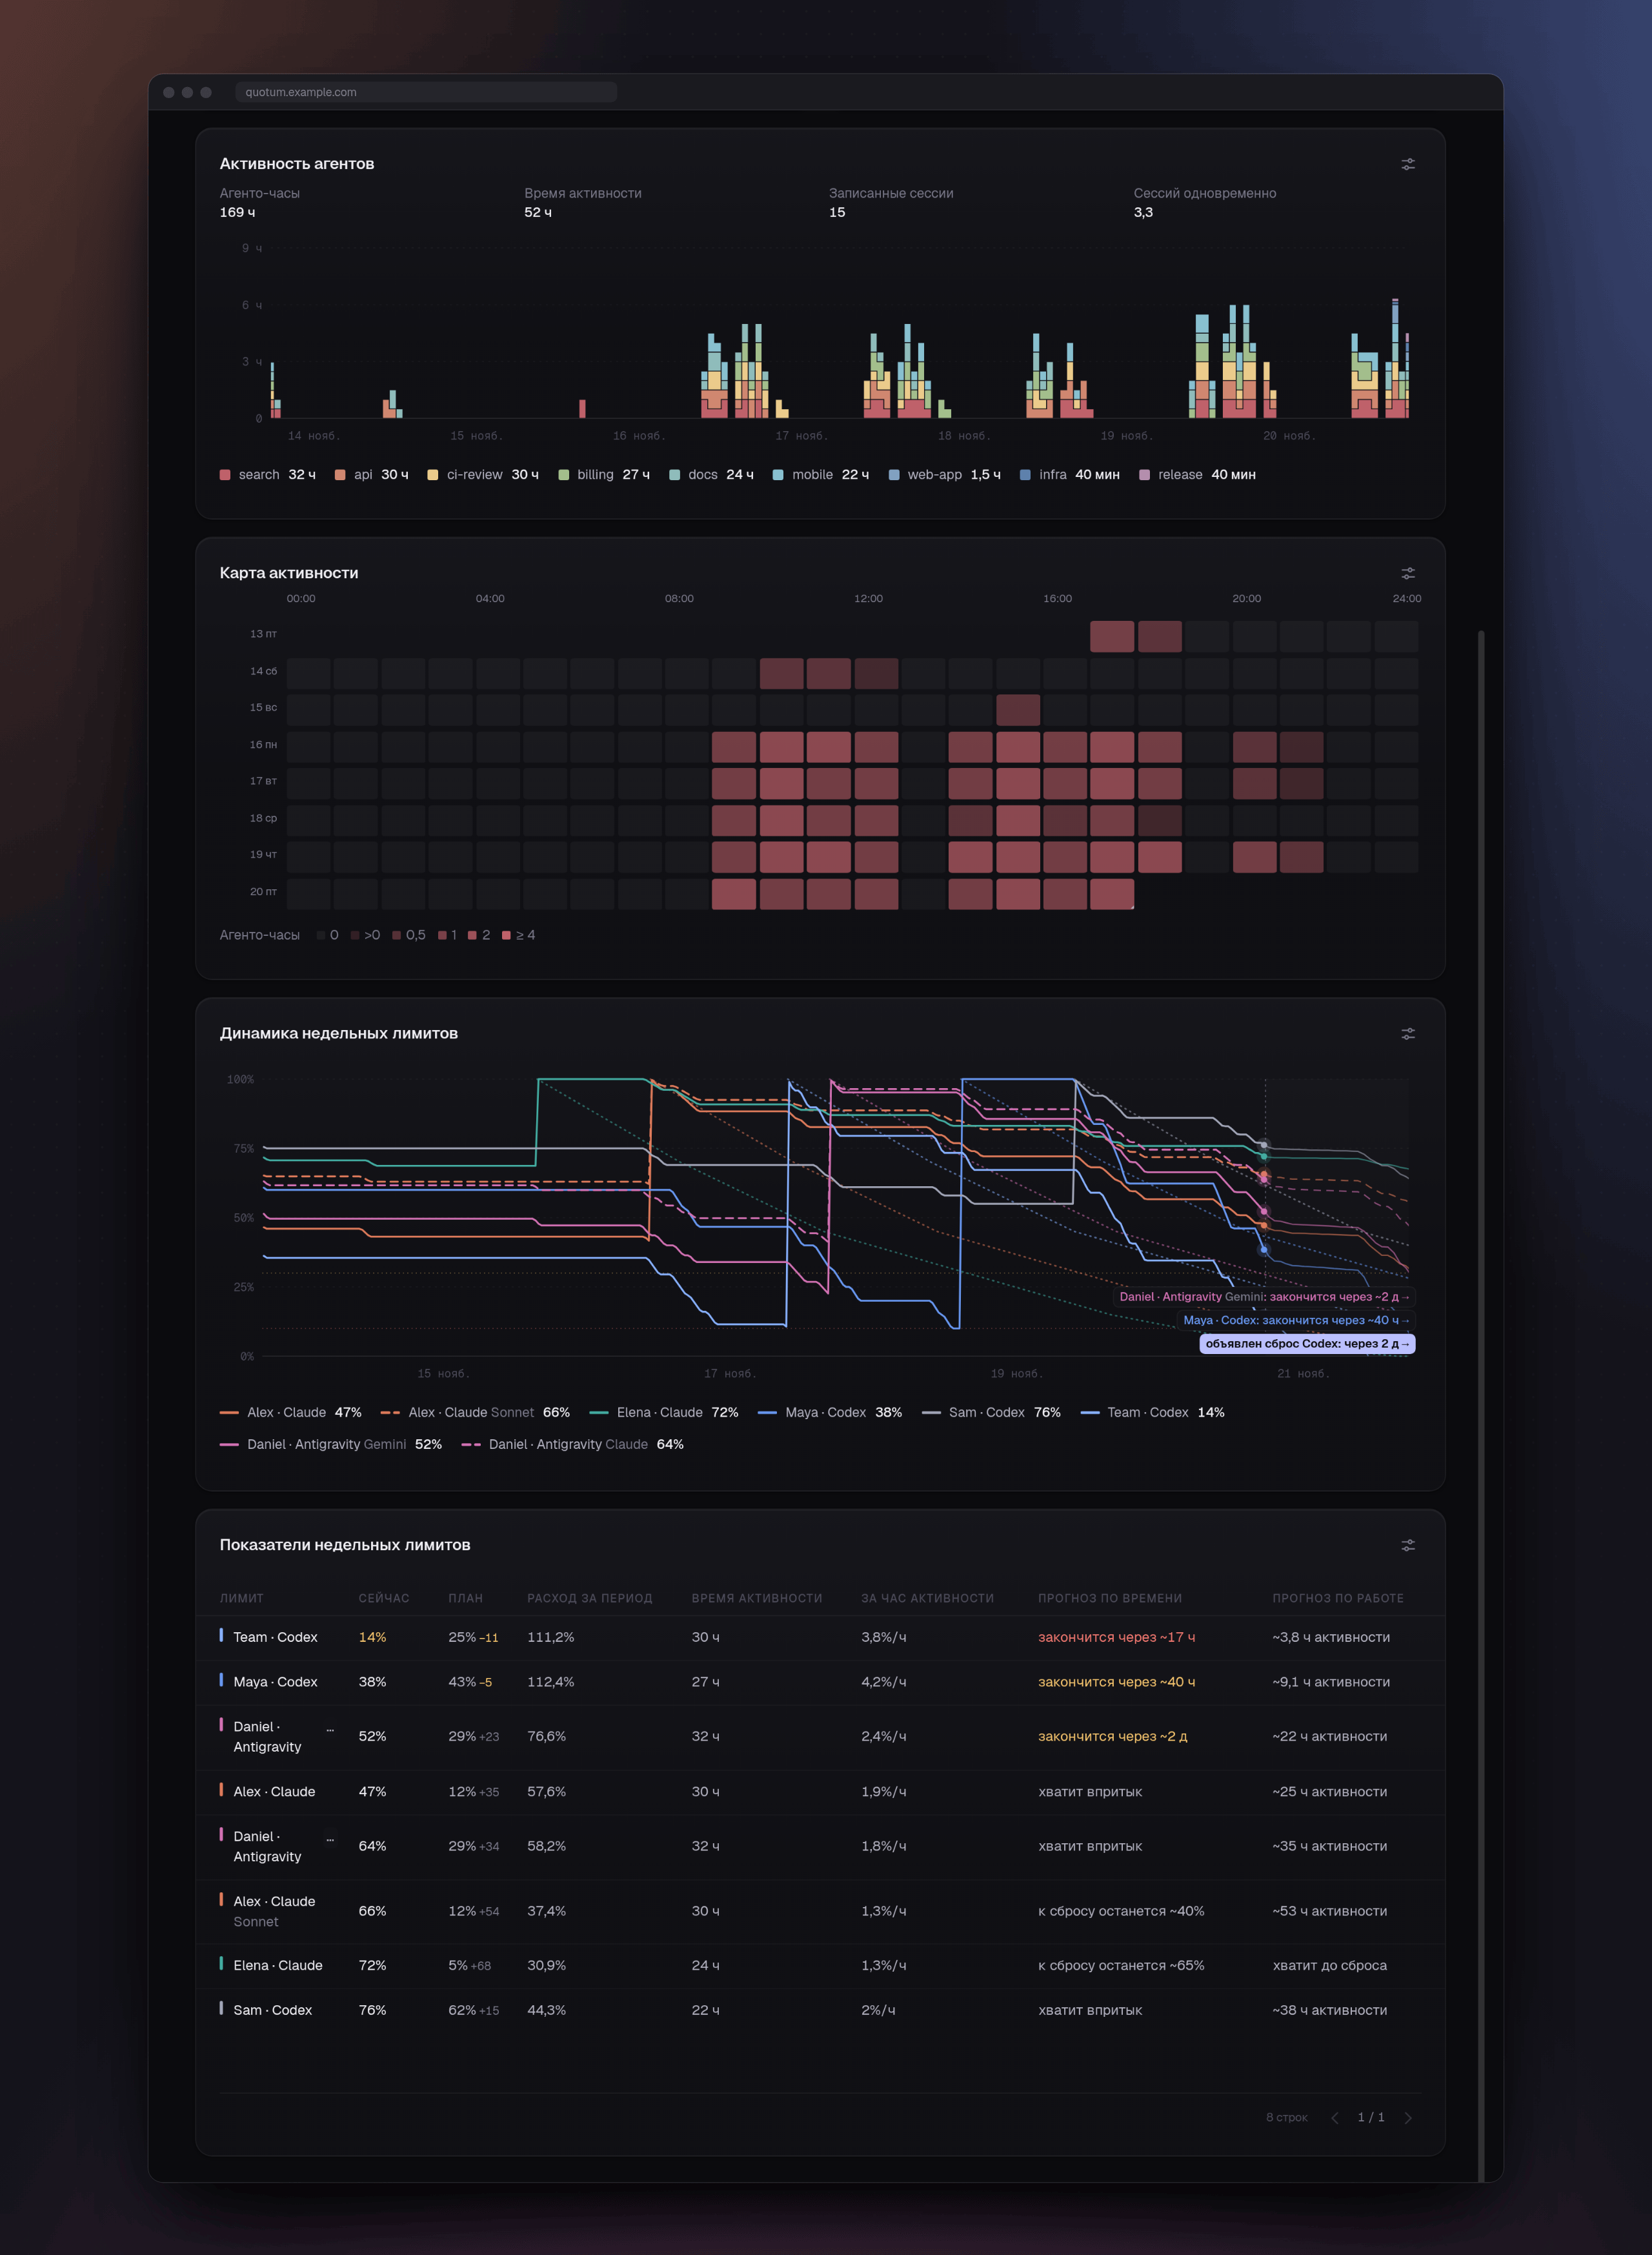 quotum.example.com
Активность агентов
Агенто-часы Время активности Записанные сессии Сессий одновременно
169 ч 52 ч 15 3,3
9 ч
6 ч
3 ч
0
14 нояб. 15 нояб. 16 нояб. 17 нояб. 18 нояб. 19 нояб. 20 нояб.
search 32 ч api 30 ч ci-review 30 ч billing 27 ч docs 24 ч mobile 22 ч web-app 1,5 ч infra 40 мин release 40 мин
Карта активности
00:00 04:00 08:00 12:00 16:00 20:00 24:00
13 пт
14 сб
15 вс
16 пн
17 вт
18 ср
19 чт
20 пт
Агенто-часы 0 >0 0,5 1 2 ≥ 4
Динамика недельных лимитов
100%
75%
50%
25%
Daniel · Antigravity Gemini: закончится через ~2 д→
Maya · Codex: закончится через ~40 ч→
объявлен сброс Codex: через 2 д→
0%
15 нояб. 17 нояб. 19 нояб. 21 нояб.
Alex · Claude 47% Alex · Claude Sonnet 66% Elena · Claude 72% Maya · Codex 38% Sam · Codex 76% Team · Codex 14%
Daniel · Antigravity Gemini 52% Daniel · Antigravity Claude 64%
Показатели недельных лимитов
ЛИМИТ СЕЙЧАС ПЛАН РАСХОД ЗА ПЕРИОД ВРЕМЯ АКТИВНОСТИ ЗА ЧАС АКТИВНОСТИ ПРОГНОЗ ПО ВРЕМЕНИ ПРОГНОЗ ПО РАБОТЕ
Team · Codex 14% 25% −11 111,2% 30 ч 3,8%/ч закончится через ~17 ч ~3,8 ч активности
Maya · Codex 38% 43% −5 112,4% 27 ч 4,2%/ч закончится через ~40 ч ~9,1 ч активности
Daniel · ...
Antigravity 52% 29% +23 76,6% 32 ч 2,4%/ч закончится через ~2 д ~22 ч активности
Alex · Claude 47% 12% +35 57,6% 30 ч 1,9%/ч хватит впритык ~25 ч активности
Daniel · ...
Antigravity 64% 29% +34 58,2% 32 ч 1,8%/ч хватит впритык ~35 ч активности
Alex · Claude
Sonnet 66% 12% +54 37,4% 30 ч 1,3%/ч к сбросу останется ~40% ~53 ч активности
Elena · Claude 72% 5% +68 30,9% 24 ч 1,3%/ч к сбросу останется ~65% хватит до сброса
Sam · Codex 76% 62% +15 44,3% 22 ч 2%/ч хватит впритык ~38 ч активности
8 строк 1 / 1